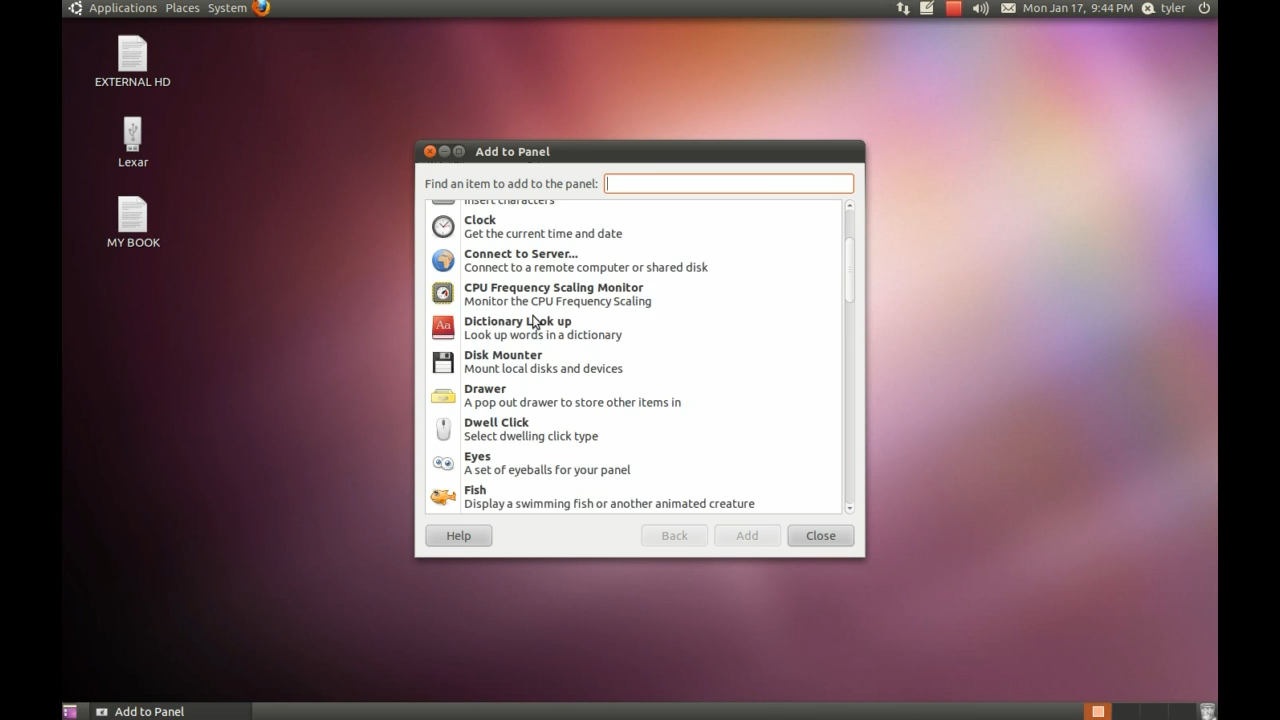 Applications Places System
Mon Jan 17, 9:44 PM tyler
EXTERNAL HD
Lexar
MY BOOK
Add to Panel
Find an item to add to the panel:
Insert characters
Clock
Get the current time and date
Connect to Server...
Connect to a remote computer or shared disk
CPU Frequency Scaling Monitor
Monitor the CPU Frequency Scaling
Aa
Dictionary Look up
Look up words in a dictionary
Disk Mounter
Mount local disks and devices
Drawer
A pop out drawer to store other items in
Dwell Click
Select dwelling click type
Eyes
A set of eyeballs for your panel
Fish
Display a swimming fish or another animated creature
Help Back Add Close
Add to Panel